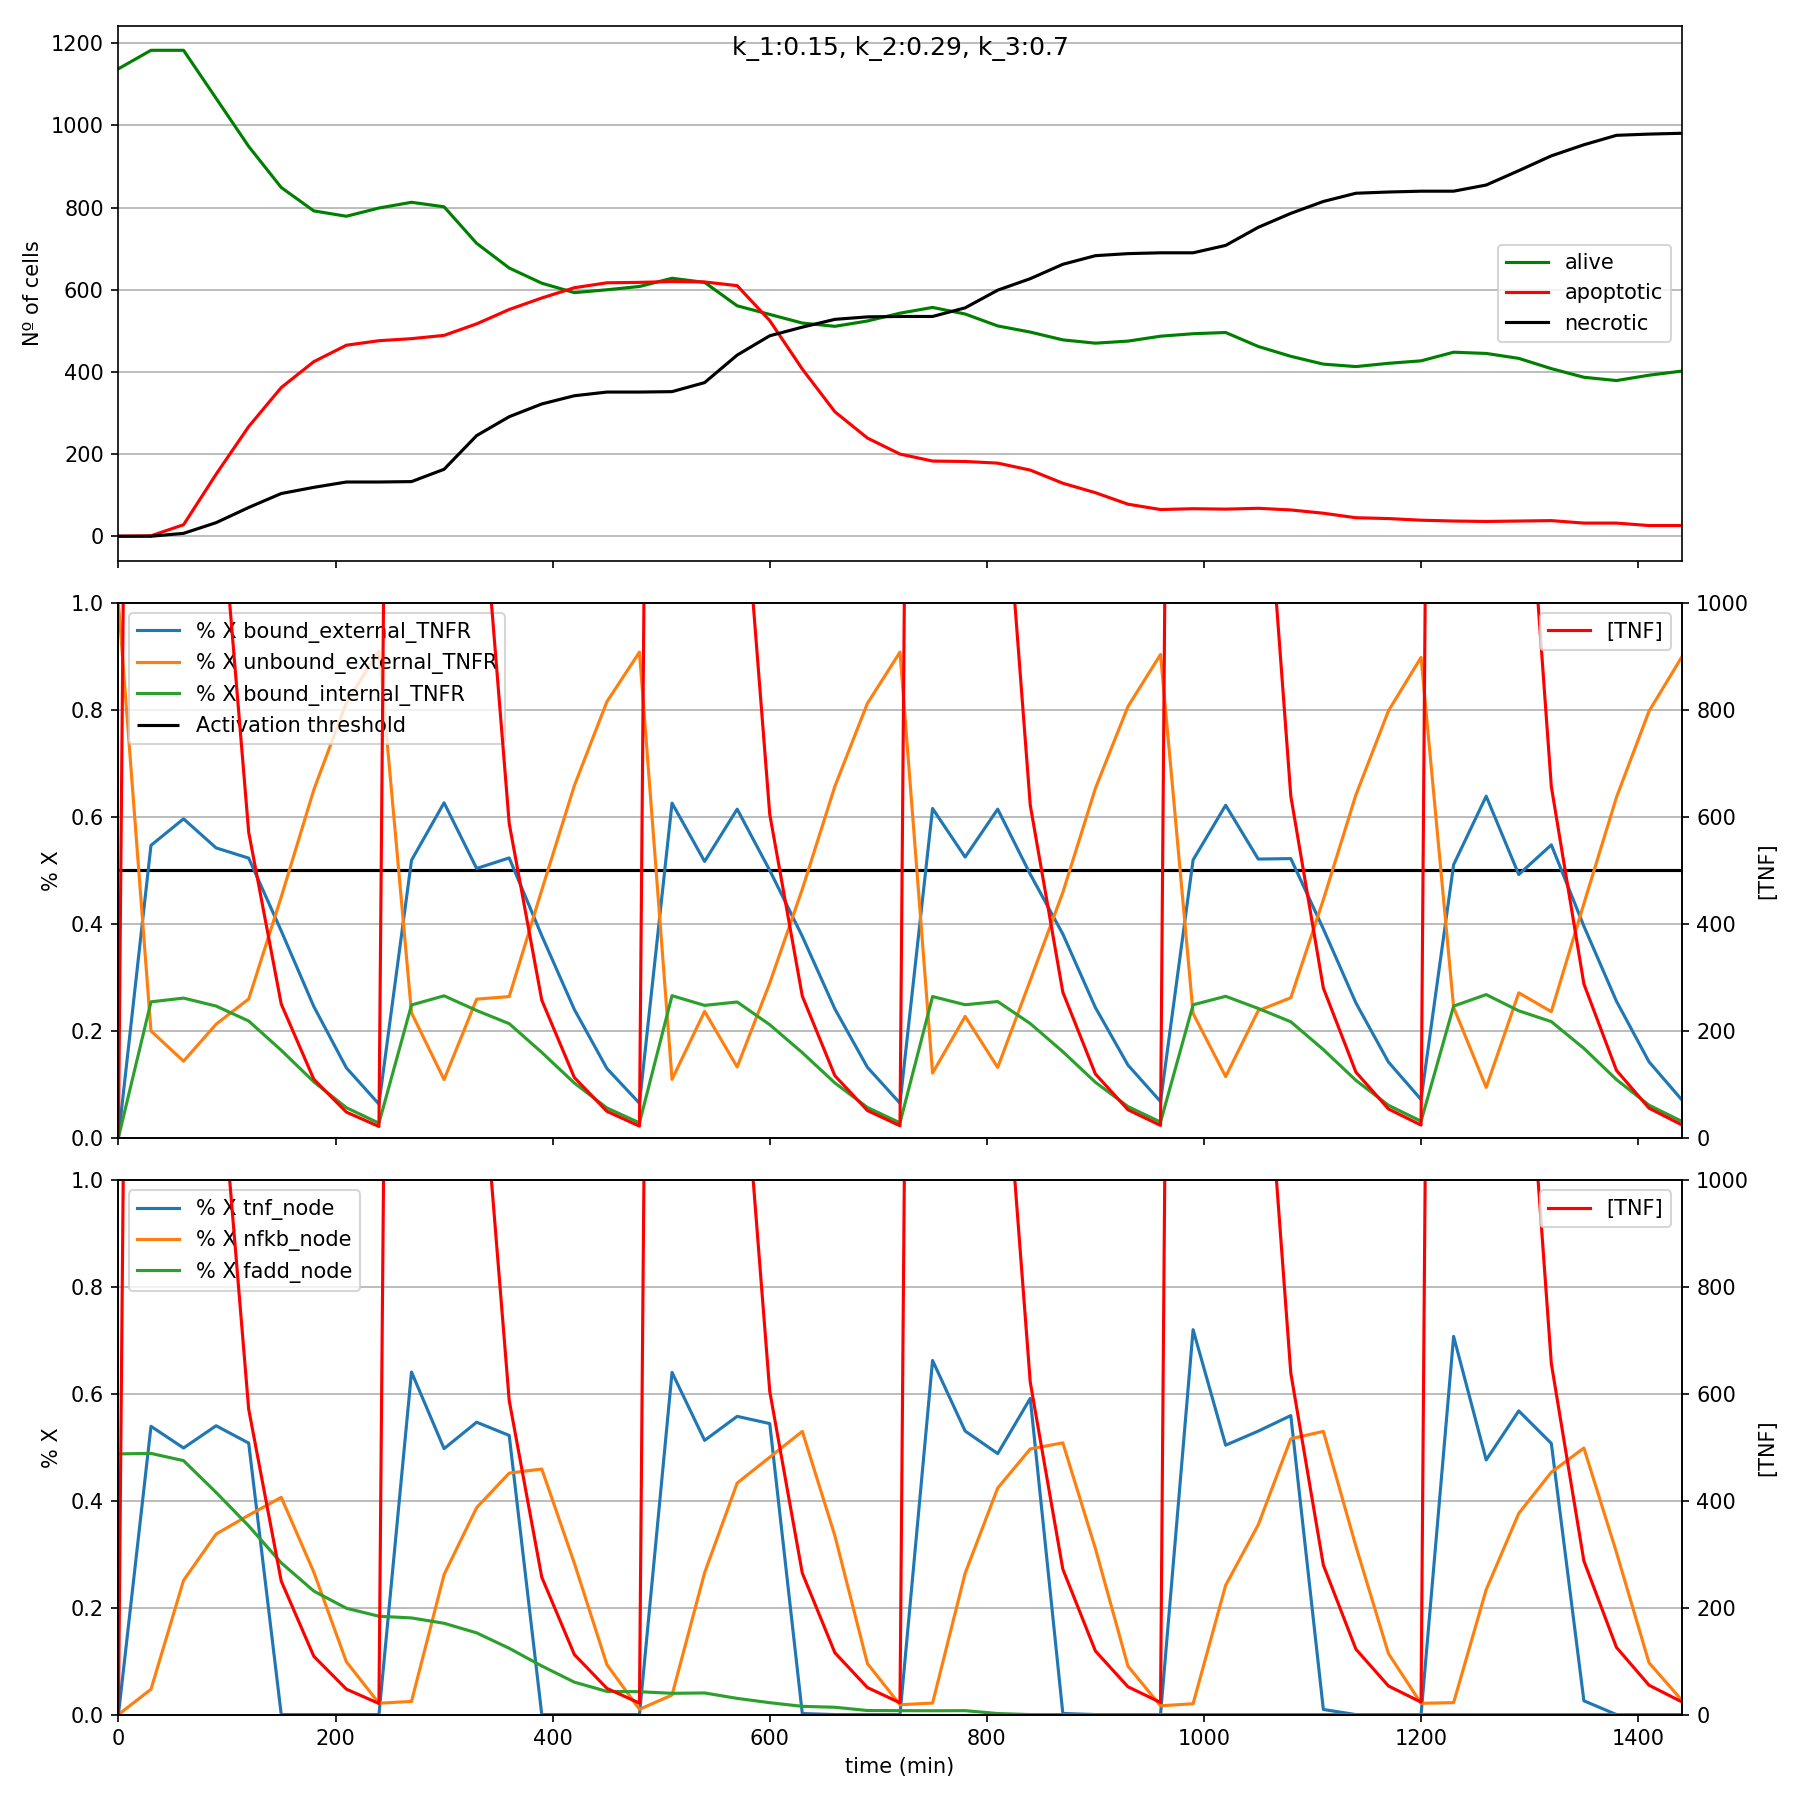 k_1:0.15, k_2:0.29, k_3:0.7
1200
1000
800
600
400
200
0
Nº of cells
alive
apoptotic
necrotic
1.0
0.8
0.6
0.4
0.2
0.0
% X
% X bound_external_TNFR
% X unbound_external_TNFR
% X bound_internal_TNFR
Activation threshold
[TNF]
1000
800
600
400
200
0
[TNF]
1.0
0.8
0.6
0.4
0.2
0.0
% X
% X tnf_node
% X nfkb_node
% X fadd_node
[TNF]
1000
800
600
400
200
0
[TNF]
0 200 400 600 800 1000 1200 1400
time (min)